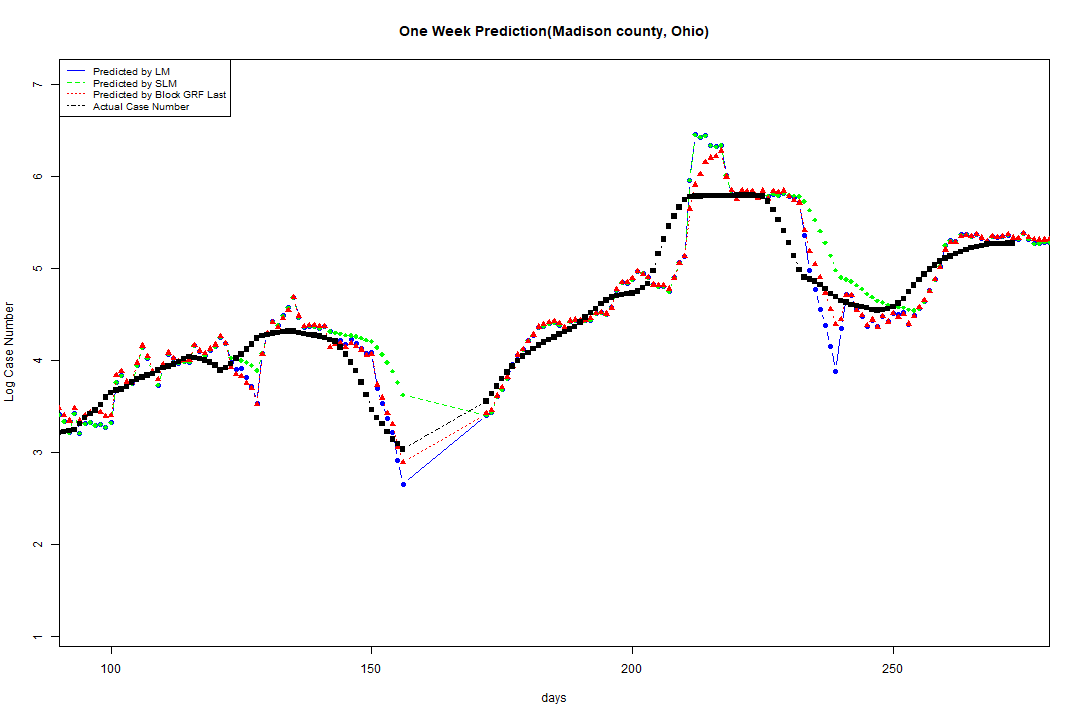 One Week Prediction(Madison county, Ohio)
Predicted by LM
Predicted by SLM
Predicted by Block GRF Last
Actual Case Number
7
6
5
4
3
2
1
Log Case Number
100
150
200
250
days